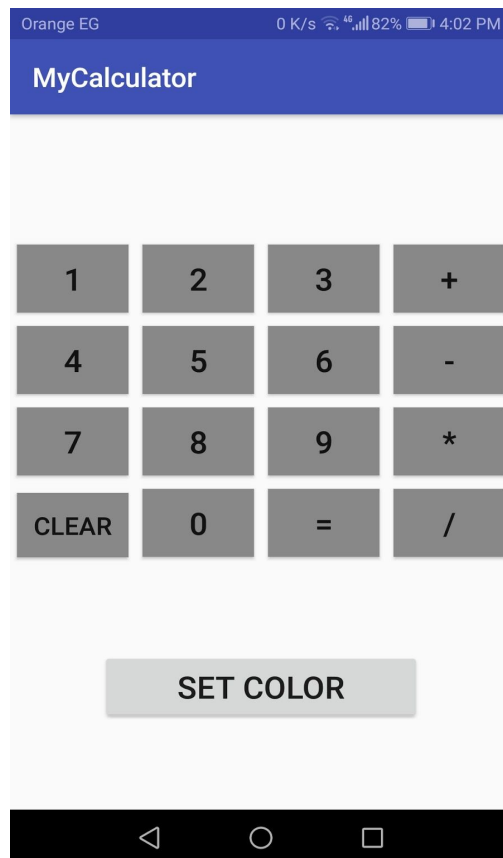 Orange EG 0 K/s 4G 82% 4:02 PM
MyCalculator
1 2 3 +
4 5 6 -
7 8 9 *
CLEAR 0 = /
SET COLOR